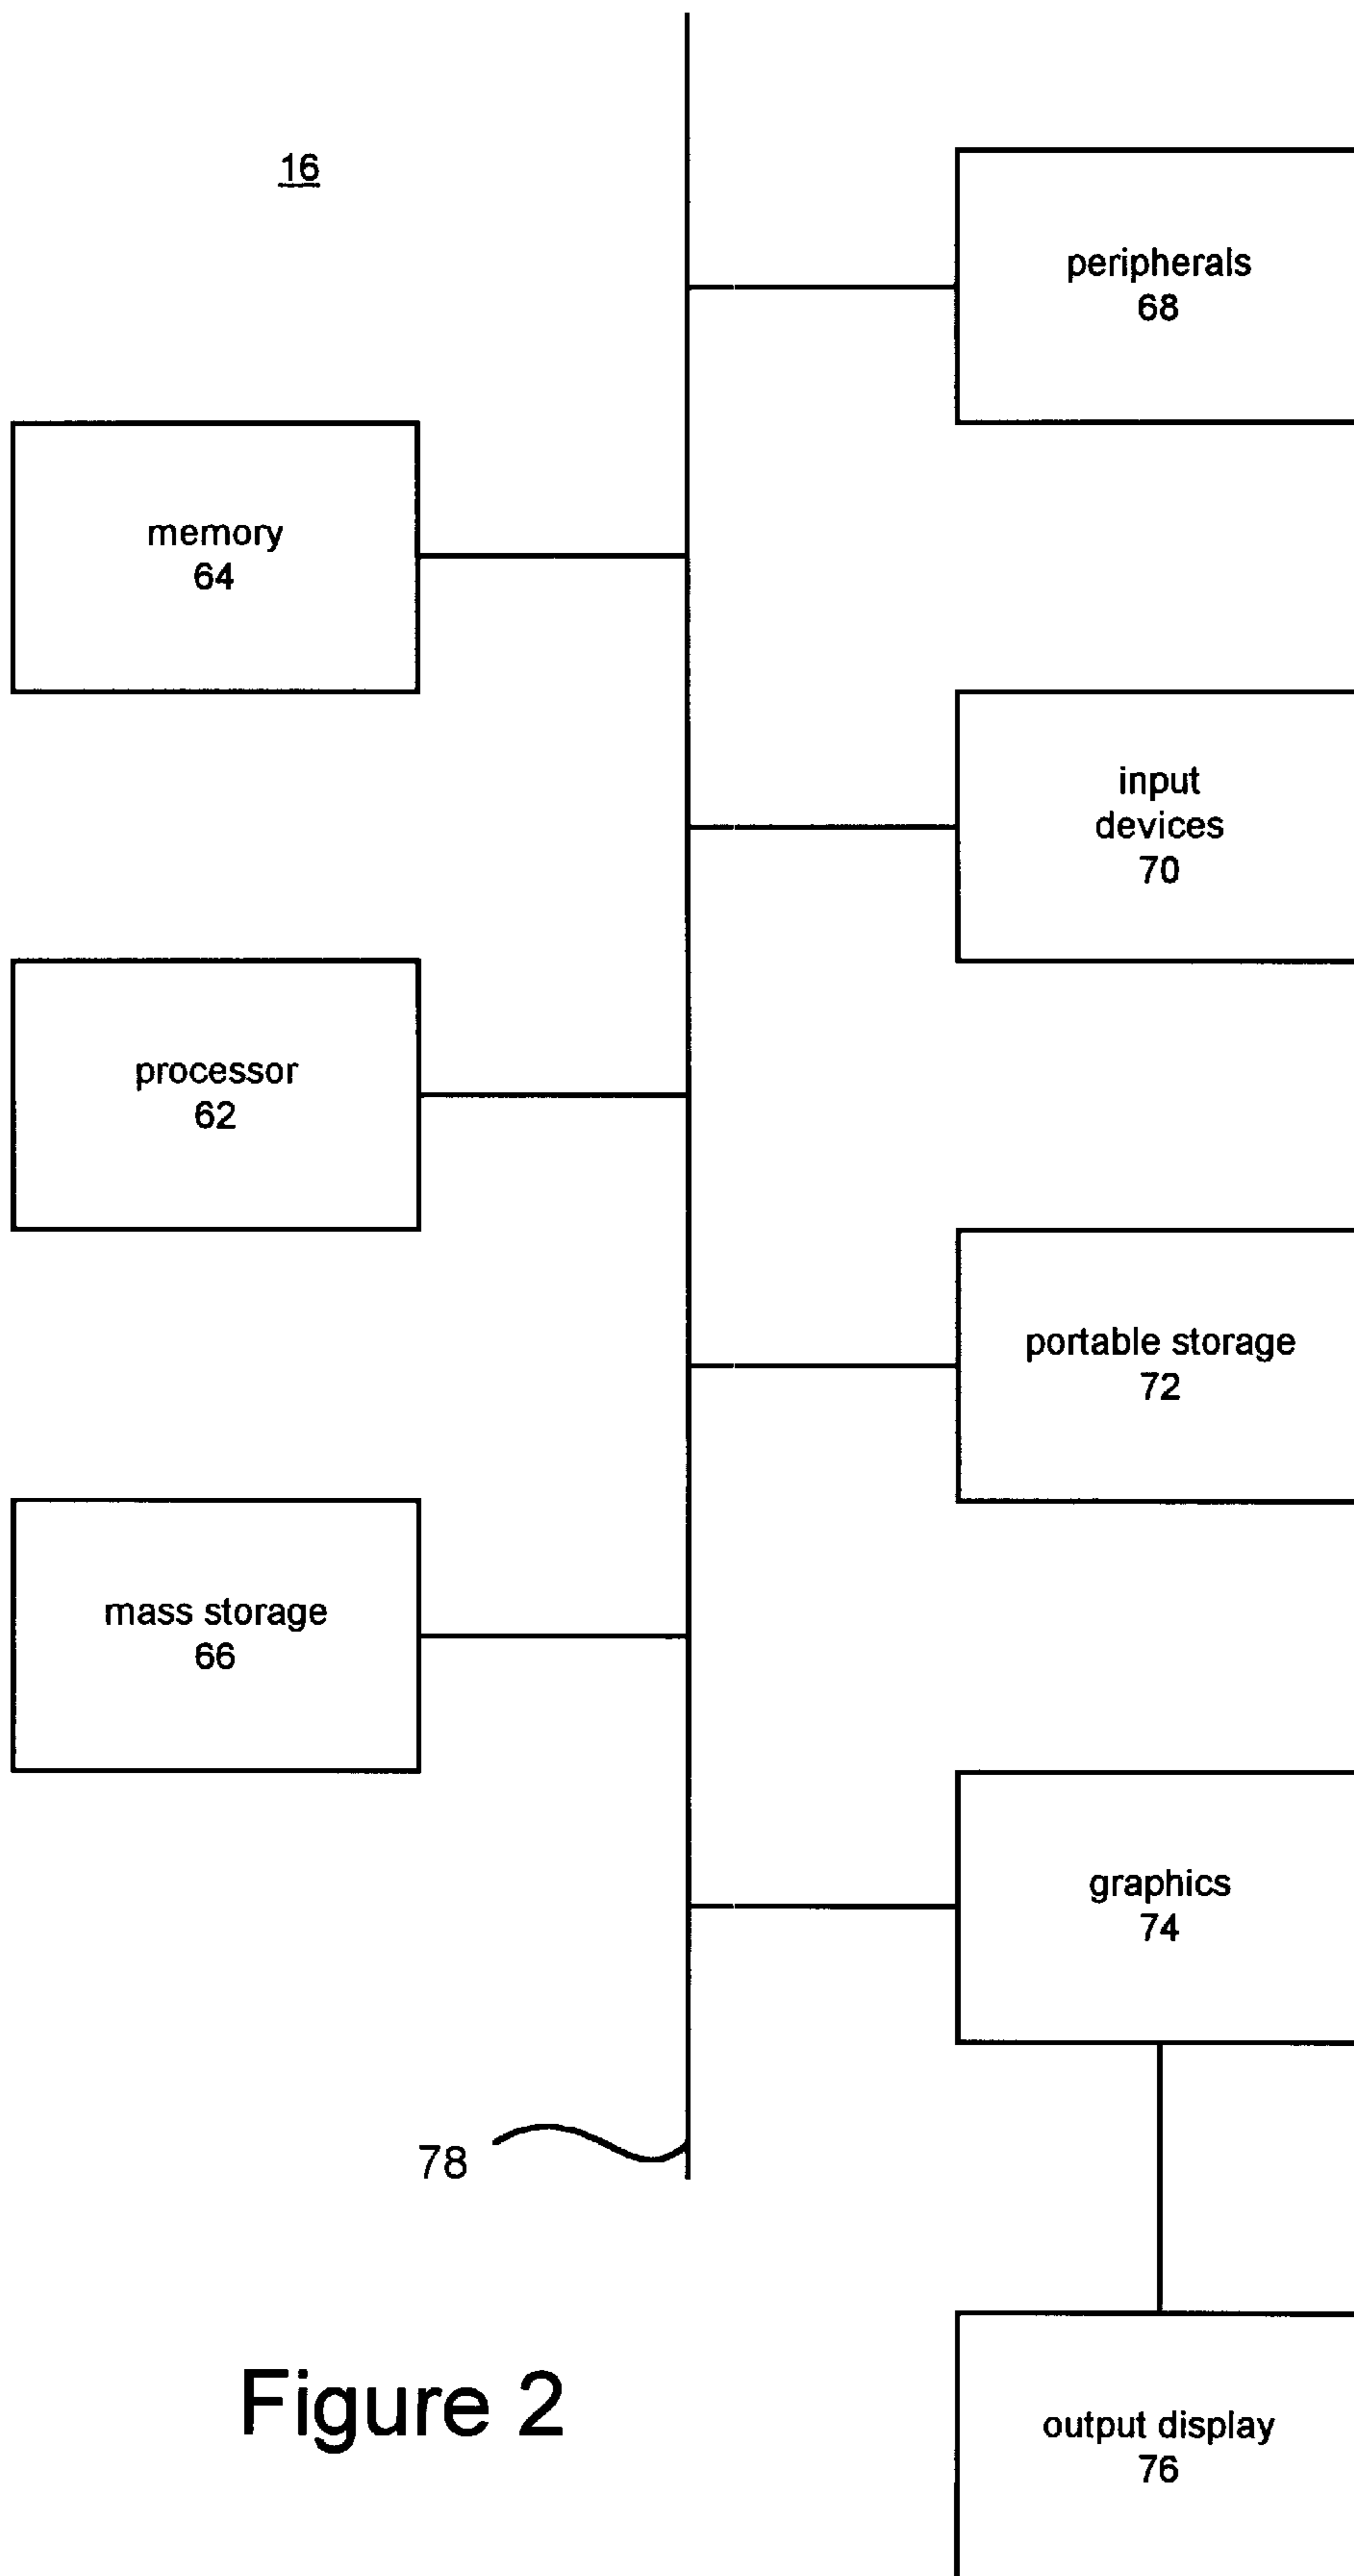 16
peripherals
68
memory
64
input
devices
70
processor
62
portable storage
72
mass storage
66
graphics
74
78
Figure 2
output display
76